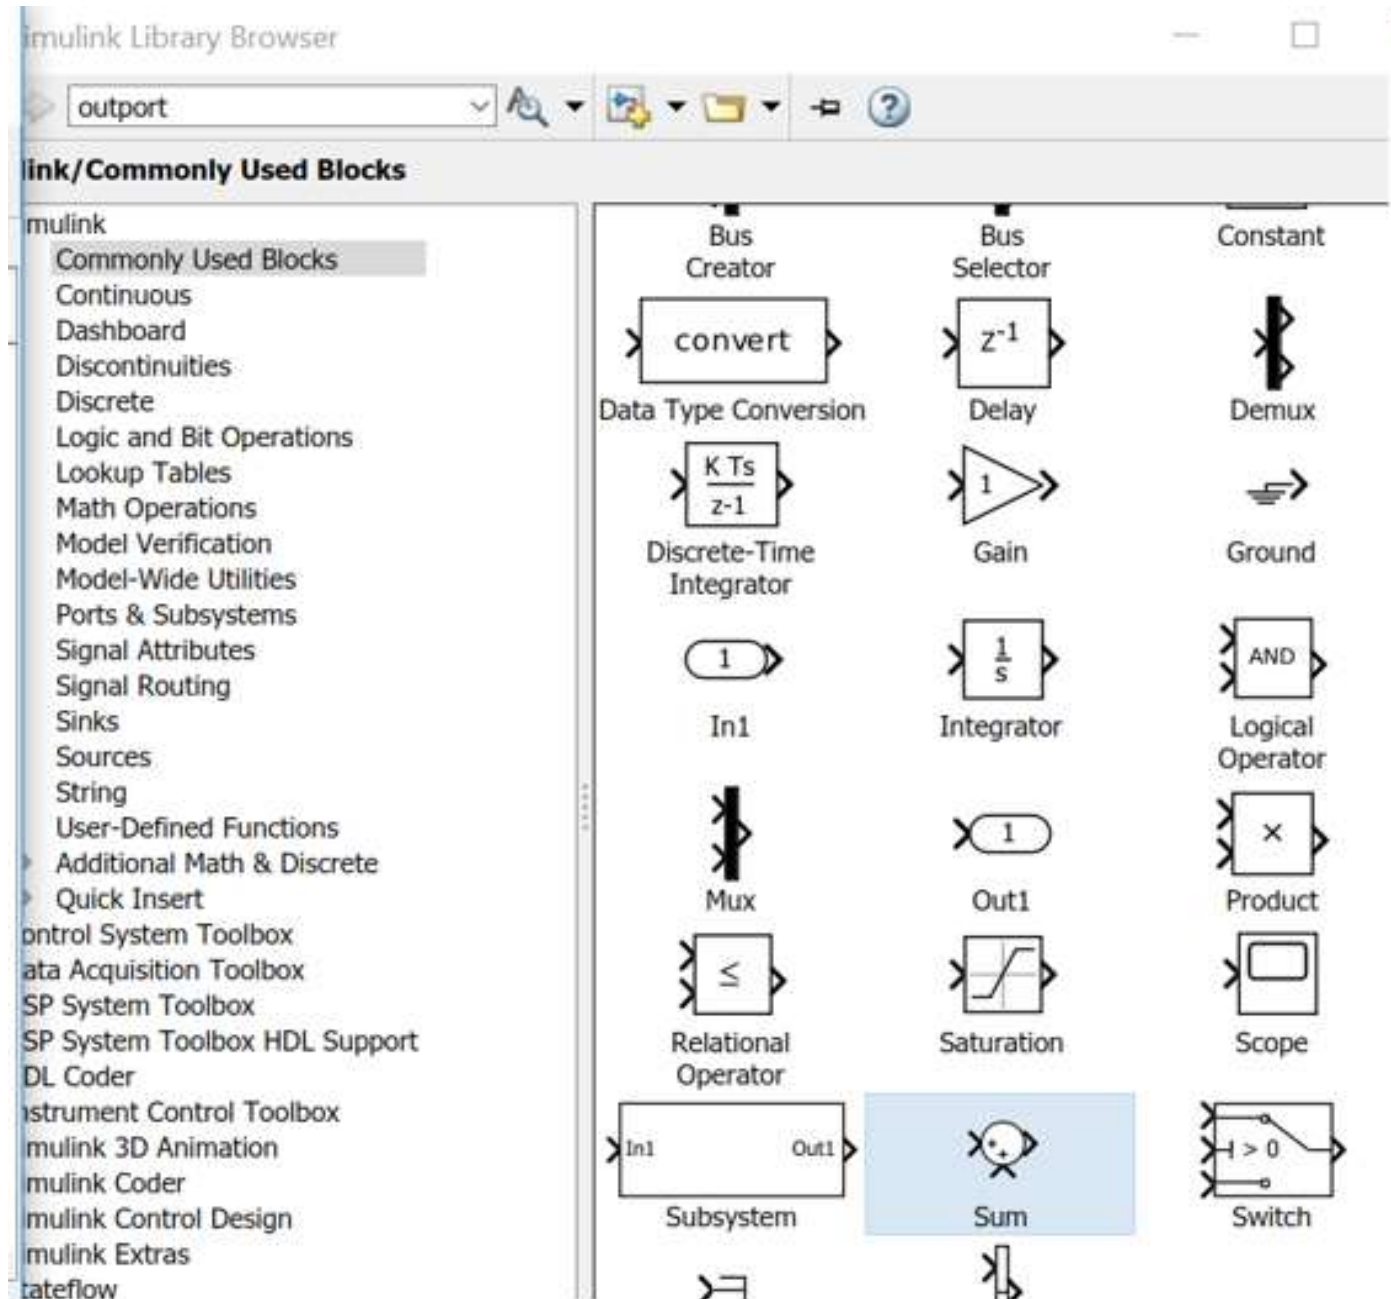 imulink Library Browser
outport
link/Commonly Used Blocks
imulink
Commonly Used Blocks
Continuous
Dashboard
Discontinuities
Discrete
Logic and Bit Operations
Lookup Tables
Math Operations
Model Verification
Model-Wide Utilities
Ports & Subsystems
Signal Attributes
Signal Routing
Sinks
Sources
String
User-Defined Functions
Additional Math & Discrete
Quick Insert
ontrol System Toolbox
ata Acquisition Toolbox
SP System Toolbox
SP System Toolbox HDL Support
DL Coder
nstrument Control Toolbox
imulink 3D Animation
imulink Coder
imulink Control Design
imulink Extras
tateflow
Bus
Creator
Bus
Selector
Constant
convert
Data Type Conversion
z-1
Delay
Demux
K Ts
z-1
Discrete-Time
Integrator
1
Gain
Ground
1
In1
1
s
Integrator
AND
Logical
Operator
Mux
1
Out1
×
Product
≤
Relational
Operator
Saturation
Scope
In1 Out1
Subsystem
+
+
Sum
> 0
Switch